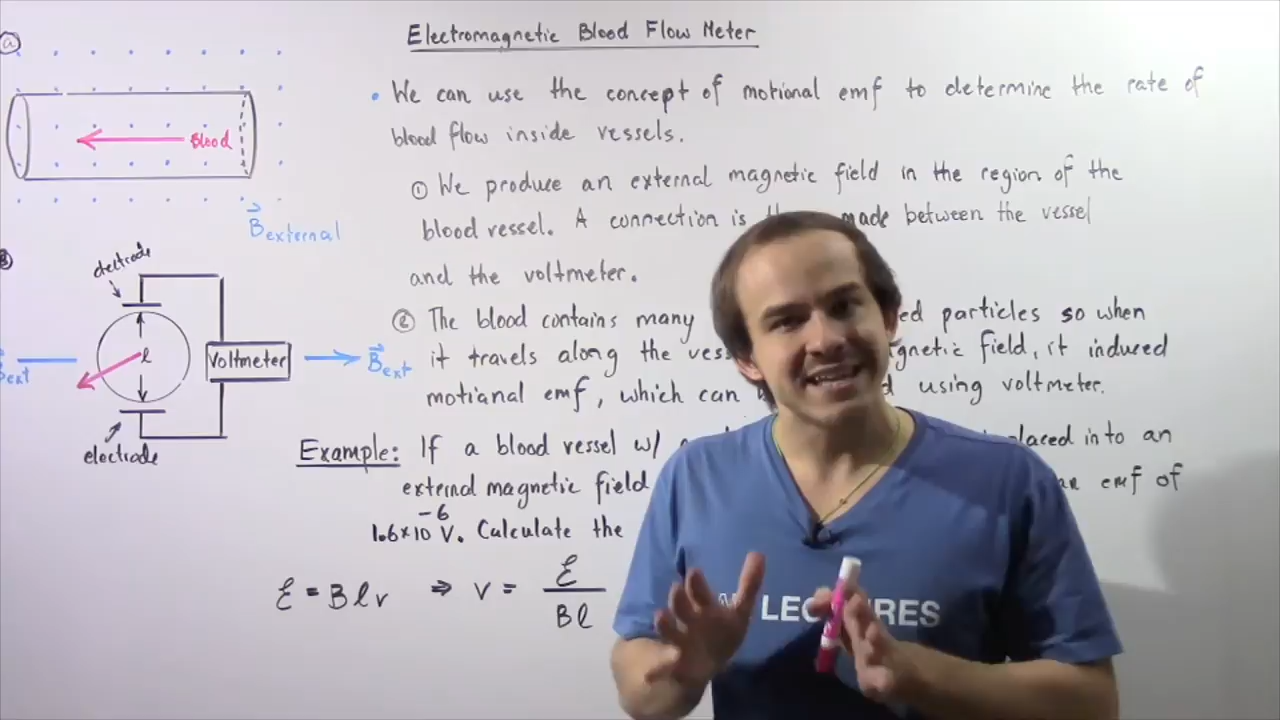 Electromagnetic Blood Flow Meter
a
Blood
B external
• We can use the concept of motional emf to determine the rate of
blood flow inside vessels.
① We produce an external magnetic field in the region of the
blood vessel. A connection is made between the vessel
and the voltmeter.
② The blood contains many particles so when
it travels along the field, it induced
motional emf, which can using voltmeter.
B
electrode
l
Voltmeter
B ext
B ext
electrode
Example: If a blood vessel w/ placed in to an
external magnetic field an emf of
1.6x10⁻⁶ V. Calculate the
ℰ = Blv ⇒ v = ℰ / Bl
LECTURES